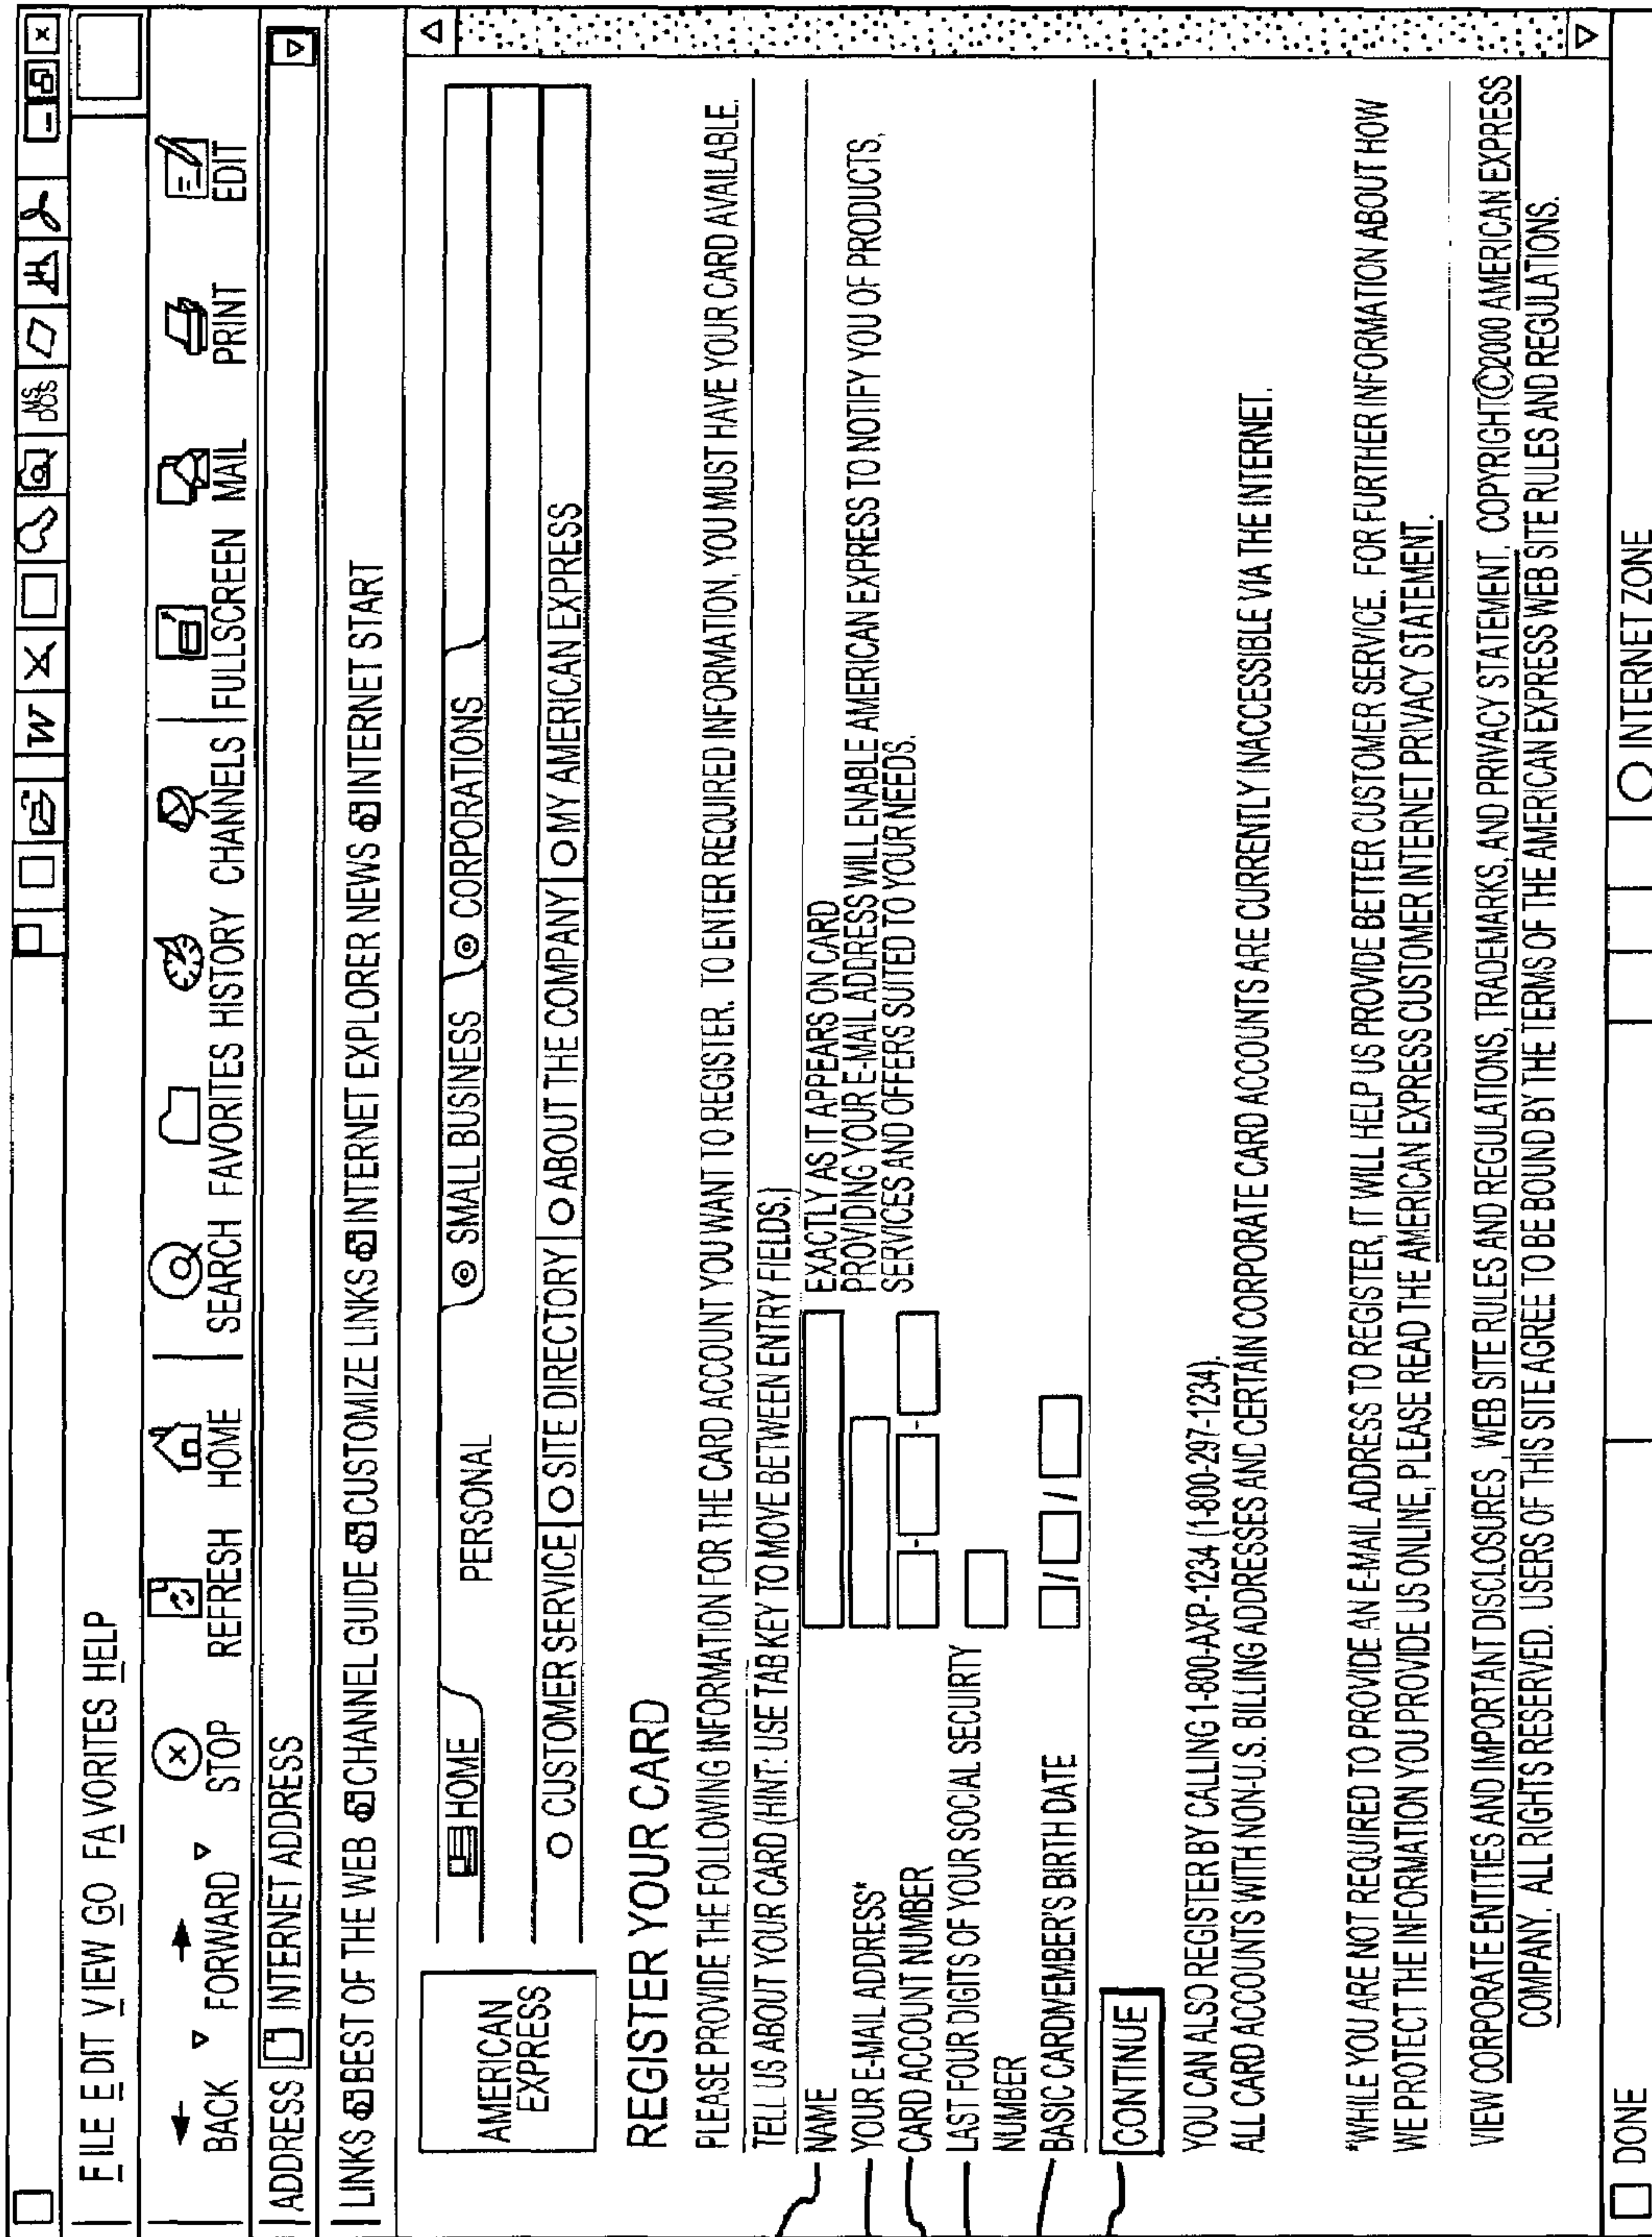 W
MS DOS
FILE EDIT VIEW GO FAVORITES HELP
BACK FORWARD STOP REFRESH HOME SEARCH FAVORITES HISTORY CHANNELS FULLSCREEN MAIL PRINT EDIT
ADDRESS INTERNET ADDRESS
LINKS BEST OF THE WEB CHANNEL GUIDE CUSTOMIZE LINKS INTERNET EXPLORER NEWS INTERNET START
AMERICAN
EXPRESS
HOME PERSONAL SMALL BUSINESS CORPORATIONS
CUSTOMER SERVICE SITE DIRECTORY ABOUT THE COMPANY MY AMERICAN EXPRESS
REGISTER YOUR CARD
PLEASE PROVIDE THE FOLLOWING INFORMATION FOR THE CARD ACCOUNT YOU WANT TO REGISTER. TO ENTER REQUIRED INFORMATION, YOU MUST HAVE YOUR CARD AVAILABLE.
TELL US ABOUT YOUR CARD (HINT: USE TAB KEY TO MOVE BETWEEN ENTRY FIELDS.)
NAME EXACTLY AS IT APPEARS ON CARD
YOUR E-MAIL ADDRESS* PROVIDING YOUR E-MAIL ADDRESS WILL ENABLE AMERICAN EXPRESS TO NOTIFY YOU OF PRODUCTS,
SERVICES AND OFFERS SUITED TO YOUR NEEDS.
CARD ACCOUNT NUMBER - -
LAST FOUR DIGITS OF YOUR SOCIAL SECUIRTY
NUMBER
BASIC CARDMEMBER'S BIRTH DATE / /
CONTINUE
YOU CAN ALSO REGISTER BY CALLING 1-800-AXP-1234 (1-800-297-1234).
ALL CARD ACCOUNTS WITH NON-U.S. BILLING ADDRESSES AND CERTAIN CORPORATE CARD ACCOUNTS ARE CURRENTLY INACCESSIBLE VIA THE INTERNET.
*WHILE YOU ARE NOT REQUIRED TO PROVIDE AN E-MAIL ADDRESS TO REGISTER, IT WILL HELP US PROVIDE BETTER CUSTOMER SERVICE. FOR FURTHER INFORMATION ABOUT HOW
WE PROTECT THE INFORMATION YOU PROVIDE US ONLINE, PLEASE READ THE AMERICAN EXPRESS CUSTOMER INTERNET PRIVACY STATEMENT.
VIEW CORPORATE ENTITIES AND IMPORTANT DISCLOSURES, WEB SITE RULES AND REGULATIONS, TRADEMARKS, AND PRIVACY STATEMENT. COPYRIGHT © 2000 AMERICAN EXPRESS
COMPANY. ALL RIGHTS RESERVED. USERS OF THIS SITE AGREE TO BE BOUND BY THE TERMS OF THE AMERICAN EXPRESS WEB SITE RULES AND REGULATIONS.
DONE INTERNET ZONE